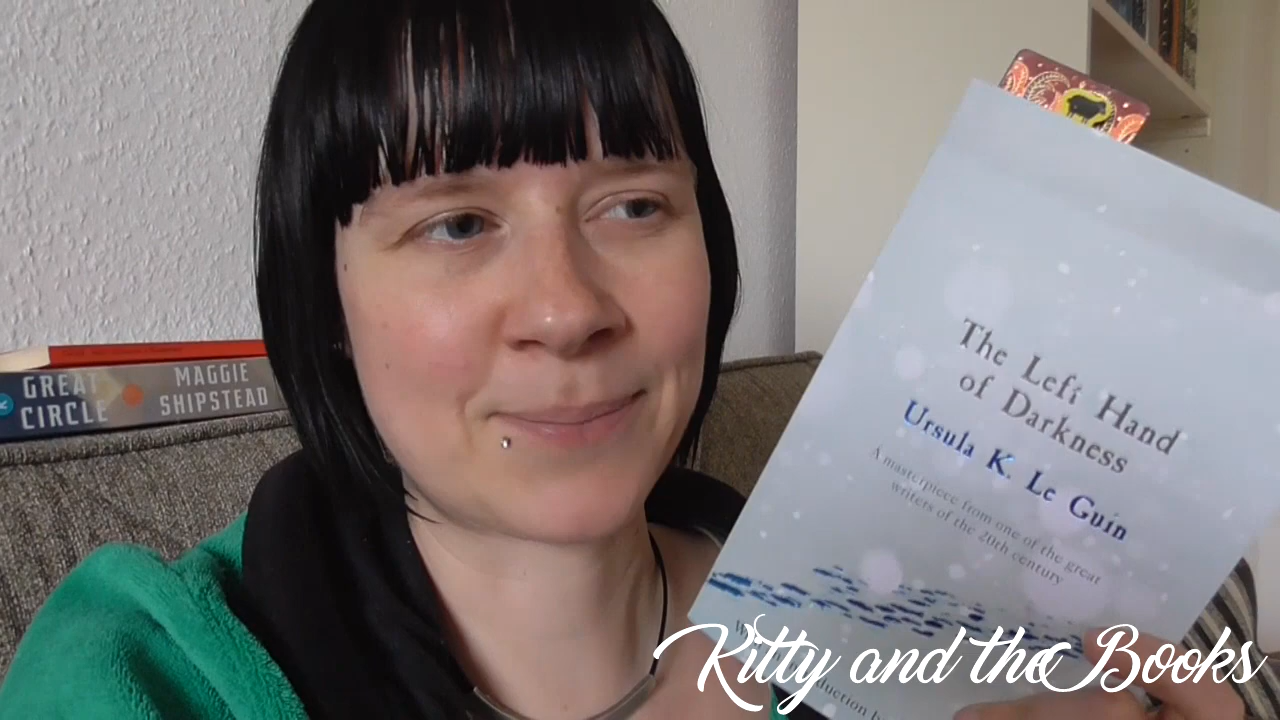 GREAT
CIRCLE
MAGGIE
SHIPSTEAD
The Left Hand
of Darkness
Ursula K. Le Guin
A masterpiece from one of the great
writers of the 20th century
Kitty and the Books